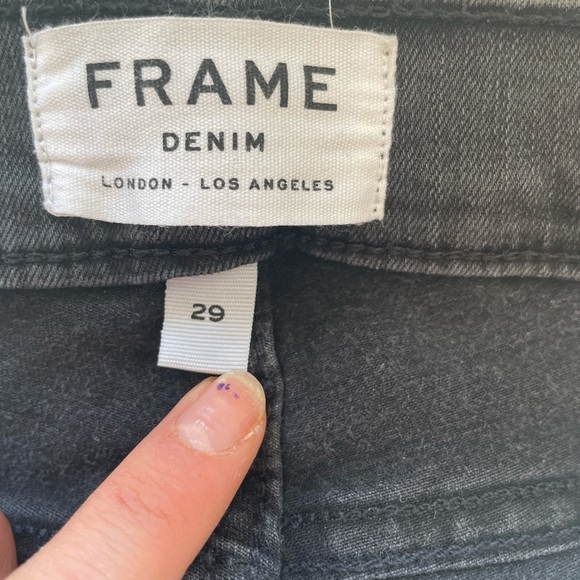 FRAME
DENIM
LONDON - LOS ANGELES
29